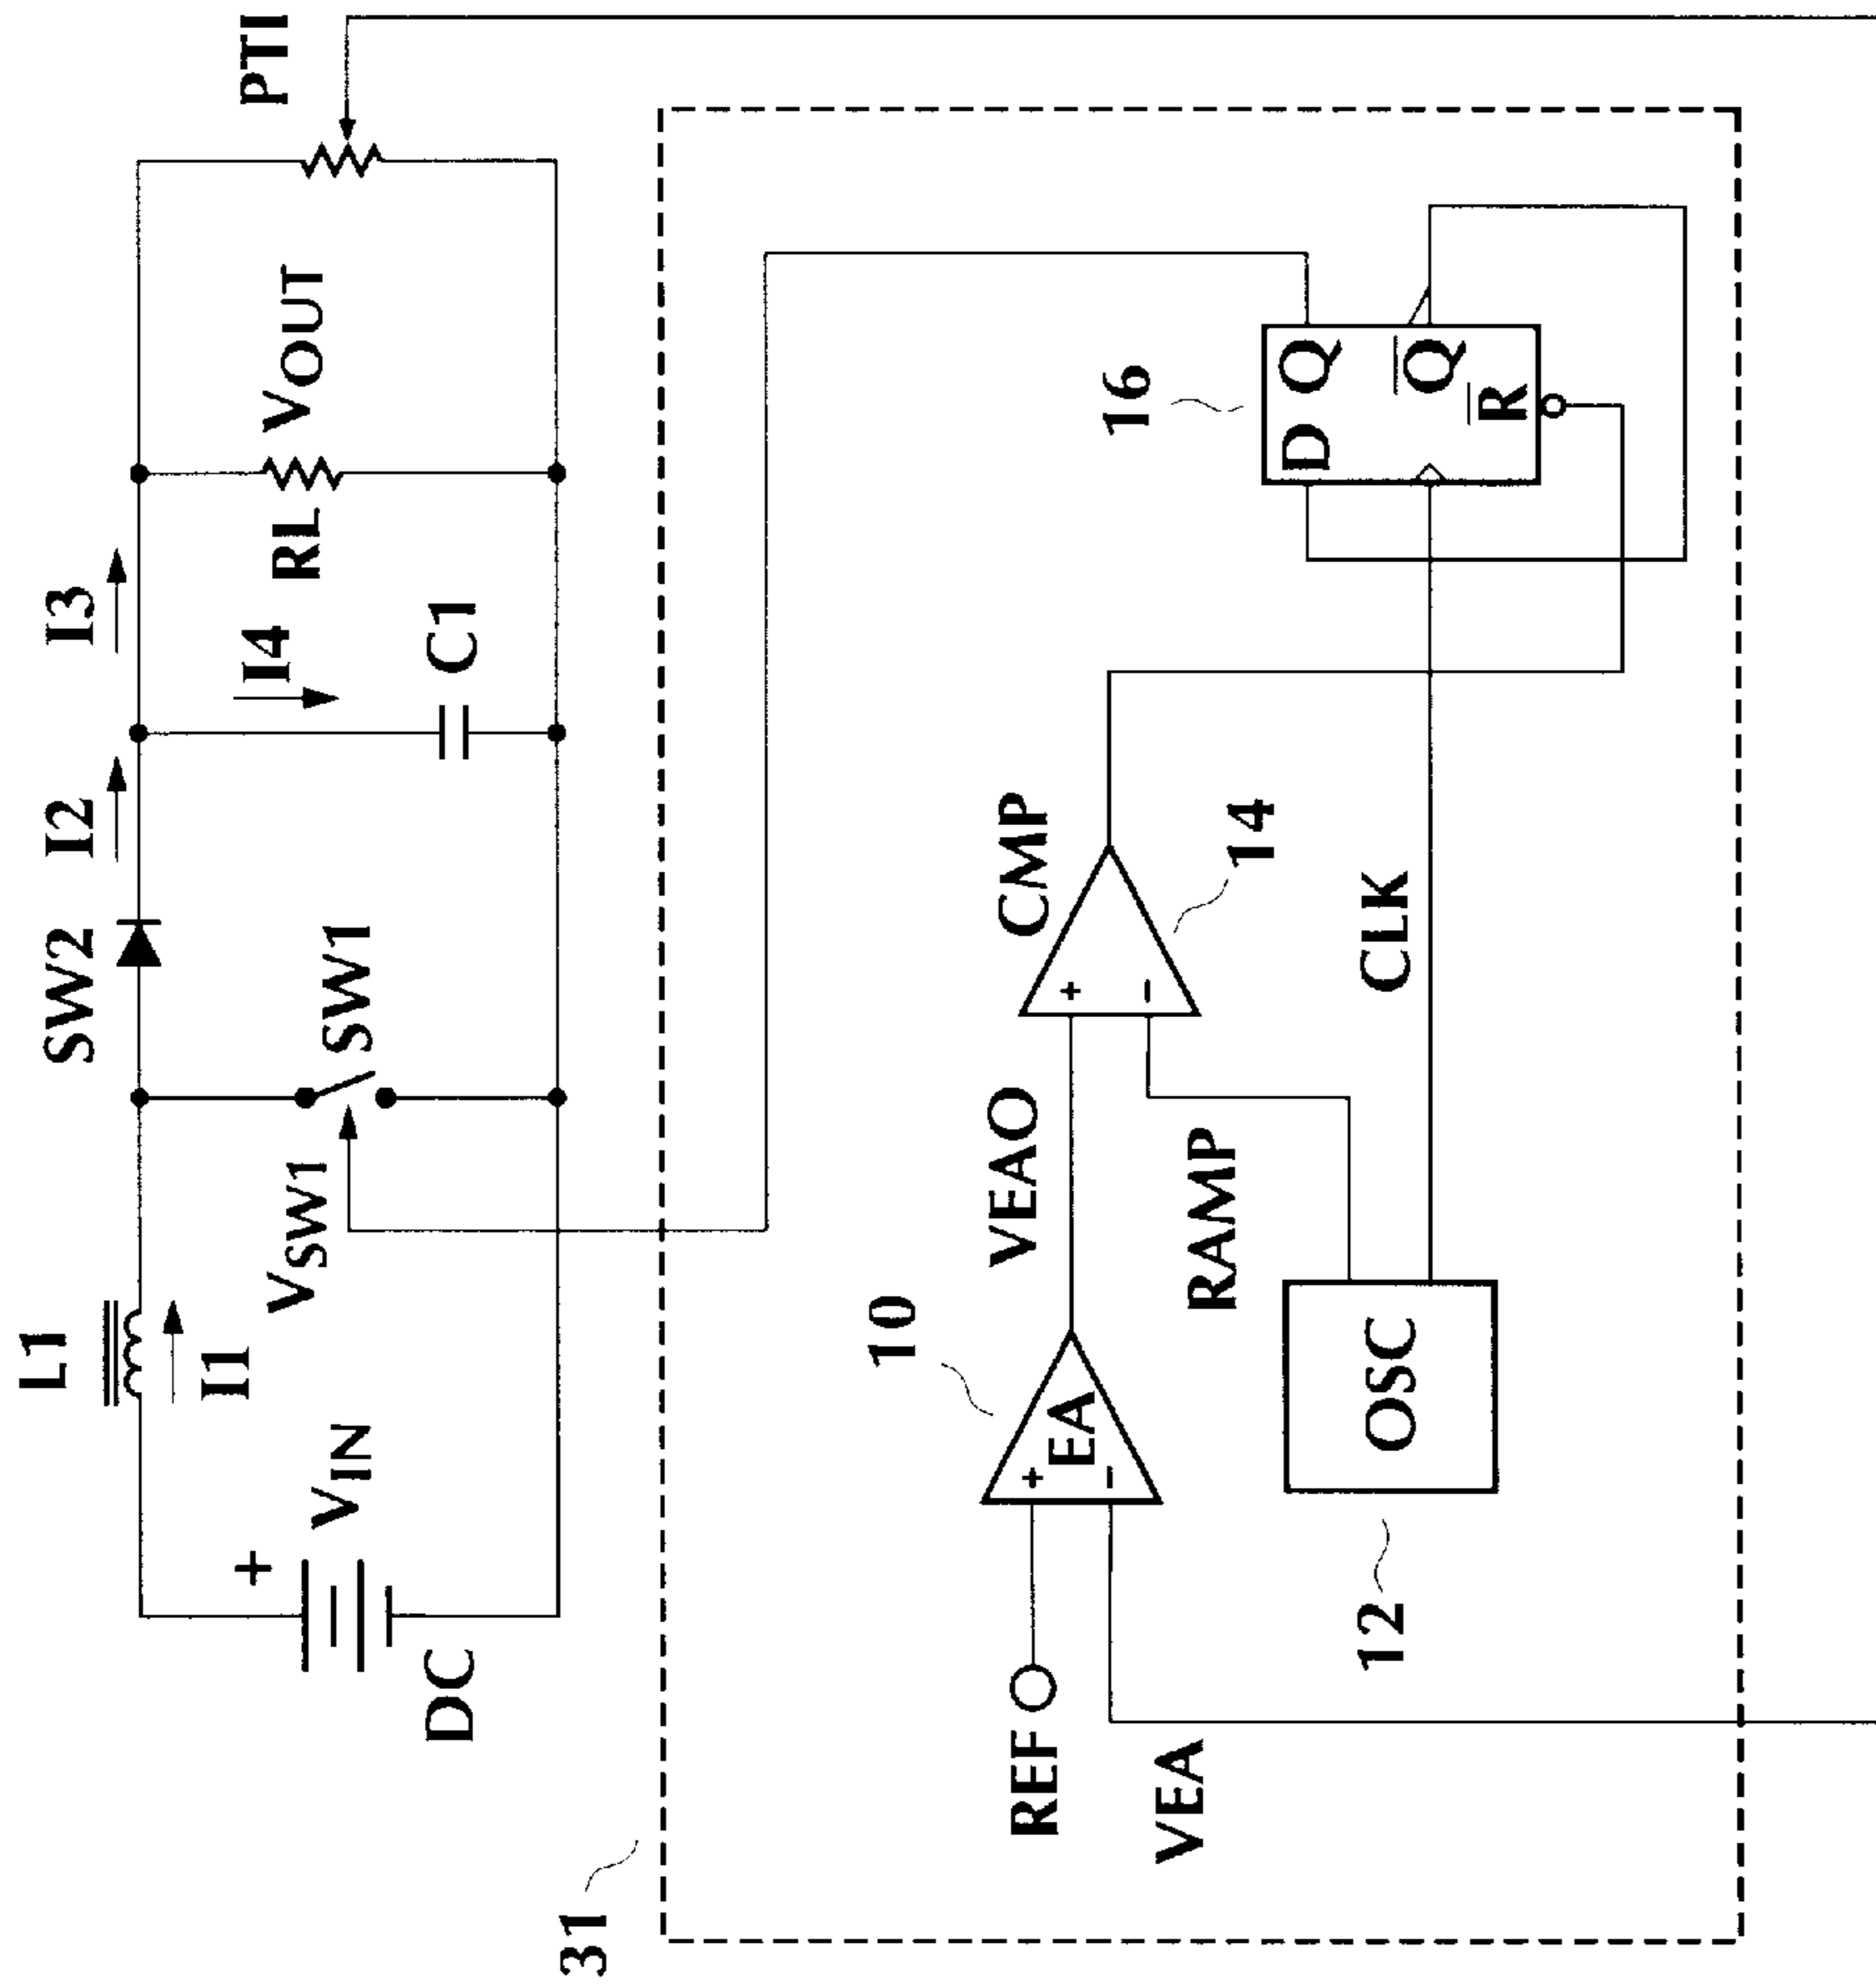 L1
SW2
I2
I3
PTI
I1
I4
VIN
VSW1
SW1
RL
VOUT
+
DC
C1
31
10
CMP
16
REF
+
EA
−
VEAO
+
−
14
D
Q
Q
R
VEA
RAMP
CLK
12
OSC